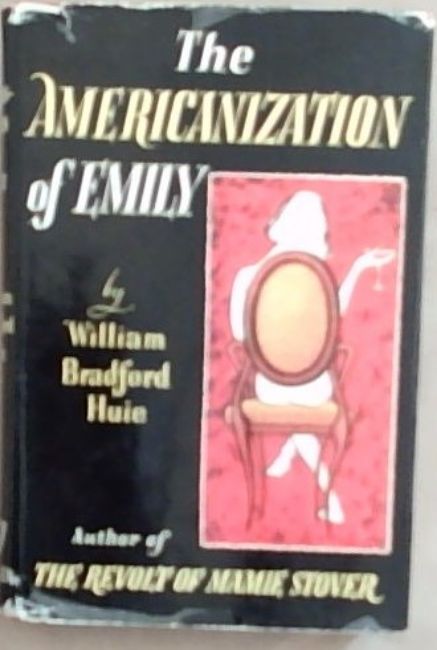 The
AMERICANIZATION
of EMILY
by
William
Bradford
Huie
Author of
THE REVOLT OF MAMIE STOVER